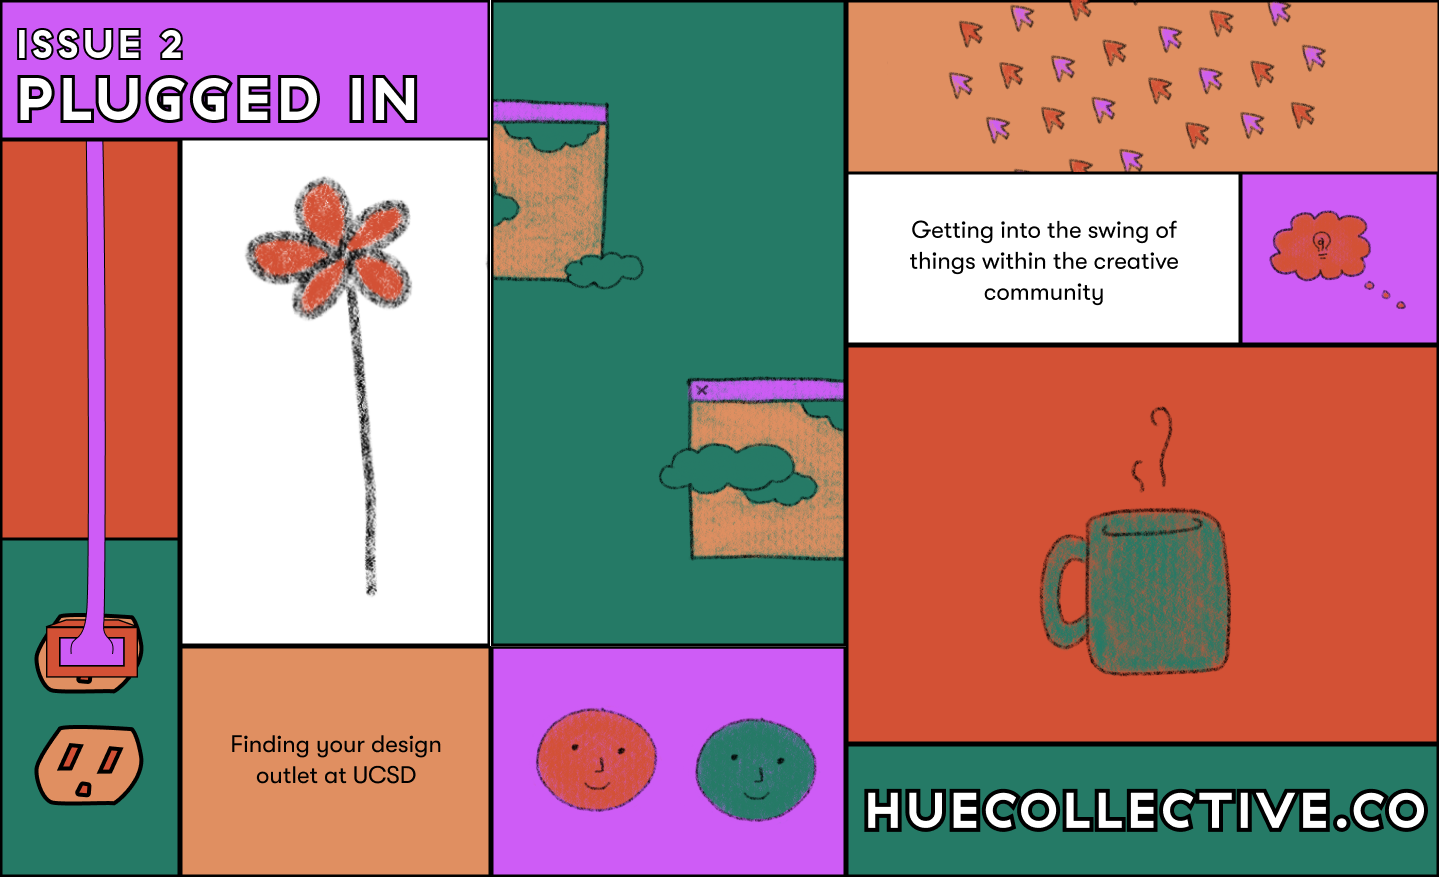 ISSUE 2
PLUGGED IN
Getting into the swing of
things within the creative
community
Finding your design
outlet at UCSD
HUECOLLECTIVE.CO